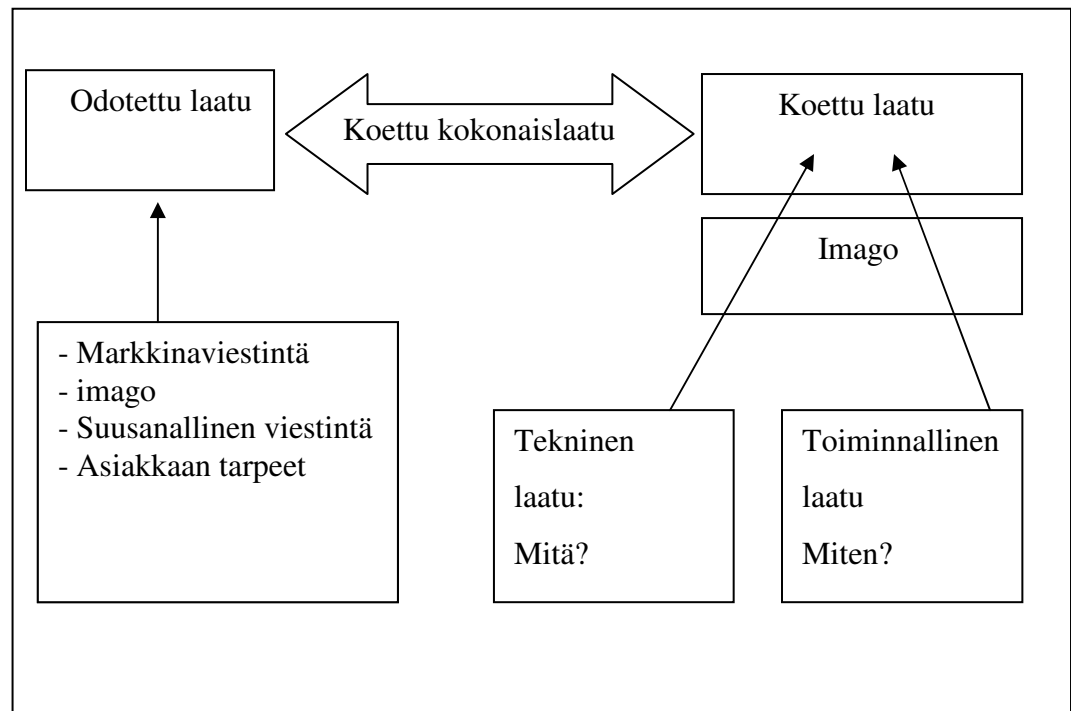 Odotettu laatu
Koettu kokonaislaatu
Koettu laatu
Imago
- Markkinaviestintä
- imago
- Suusanallinen viestintä
- Asiakkaan tarpeet
Tekninen
laatu:
Mitä?
Toiminnallinen
laatu
Miten?